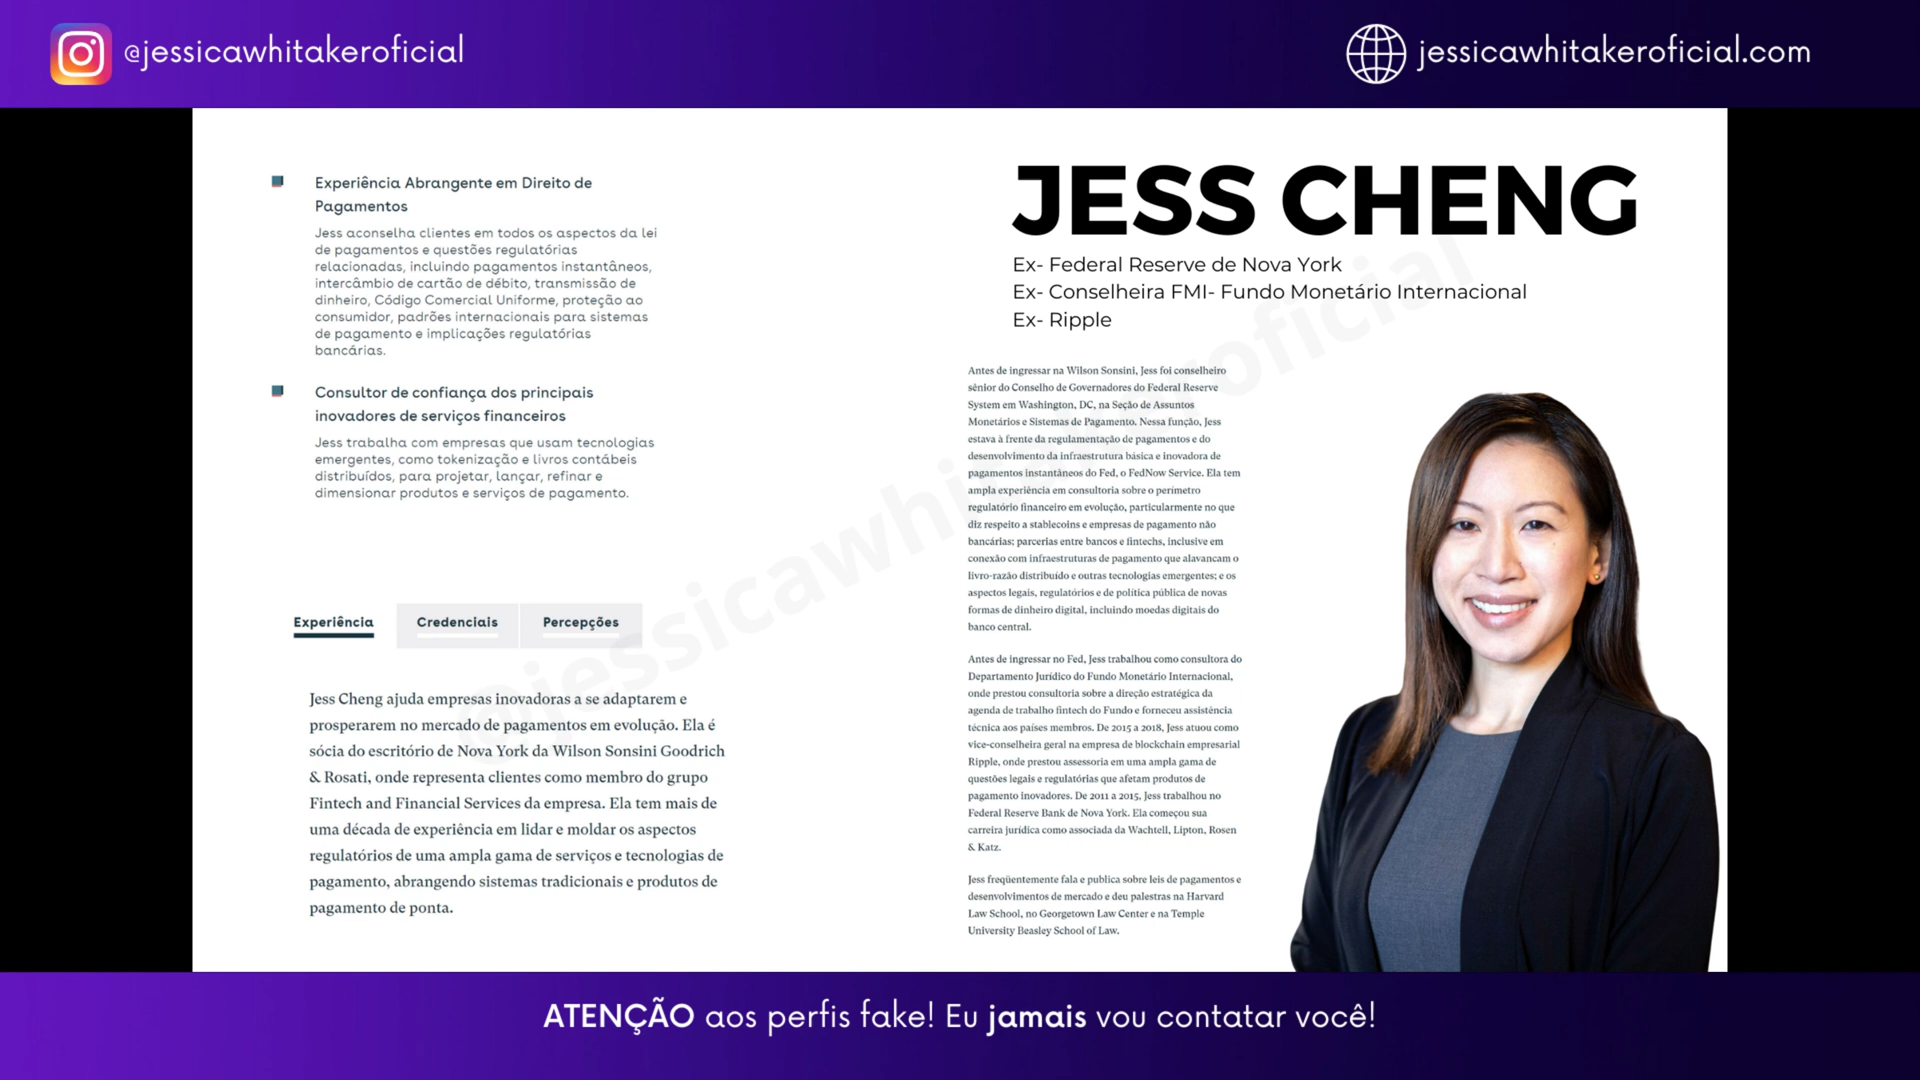 @jessicawhitakeroficial
jessicawhitakeroficial.com
Experiência Abrangente em Direito de
Pagamentos
Jess aconselha clientes em todos os aspectos da lei
de pagamentos e questões regulatórias
relacionadas, incluindo pagamentos instantâneos,
intercâmbio de cartão de débito, transmissão de
dinheiro, Código Comercial Uniforme, proteção ao
consumidor, padrões internacionais para sistemas
de pagamento e implicações regulatórias
bancárias.
Consultor de confiança dos principais
inovadores de serviços financeiros
Jess trabalha com empresas que usam tecnologias
emergentes, como tokenização e livros contábeis
distribuídos, para projetar, lançar, refinar e
dimensionar produtos e serviços de pagamento.
Experiência
Credenciais
Percepções
Jess Cheng ajuda empresas inovadoras a se adaptarem e
prosperarem no mercado de pagamentos em evolução. Ela é
sócia do escritório de Nova York da Wilson Sonsini Goodrich
& Rosati, onde representa clientes como membro do grupo
Fintech and Financial Services da empresa. Ela tem mais de
uma década de experiência em lidar e moldar os aspectos
regulatórios de uma ampla gama de serviços e tecnologias de
pagamento, abrangendo sistemas tradicionais e produtos de
pagamento de ponta.
JESS CHENG
Ex- Federal Reserve de Nova York
Ex- Conselheira FMI- Fundo Monetário Internacional
Ex- Ripple
Antes de ingressar na Wilson Sonsini, Jess foi conselheiro
sênior do Conselho de Governadores do Federal Reserve
System em Washington, DC, na Seção de Assuntos
Monetários e Sistemas de Pagamento. Nessa função, Jess
estava à frente da regulamentação de pagamentos e do
desenvolvimento da infraestrutura básica e inovadora de
pagamentos instantâneos do Fed, o FedNow Service. Ela tem
ampla experiência em consultoria sobre o perímetro
regulatório financeiro em evolução, particularmente no que
diz respeito a stablecoins e empresas de pagamento não
bancárias; parcerias entre bancos e fintechs, inclusive em
conexão com infraestruturas de pagamento que alavancam o
livro-razão distribuído e outras tecnologias emergentes; e os
aspectos legais, regulatórios e de política pública de novas
formas de dinheiro digital, incluindo moedas digitais do
banco central.
Antes de ingressar no Fed, Jess trabalhou como consultora do
Departamento Jurídico do Fundo Monetário Internacional,
onde prestou consultoria sobre a direção estratégica da
agenda de trabalho fintech do Fundo e forneceu assistência
técnica aos países membros. De 2015 a 2018, Jess atuou como
vice-conselheira geral na empresa de blockchain empresarial
Ripple, onde prestou assessoria em uma ampla gama de
questões legais e regulatórias que afetam produtos de
pagamento inovadores. De 2011 a 2015, Jess trabalhou no
Federal Reserve Bank de Nova York. Ela começou sua
carreira jurídica como associada da Wachtell, Lipton, Rosen
& Katz.
Jess freqüentemente fala e publica sobre leis de pagamentos e
desenvolvimentos de mercado e deu palestras na Harvard
Law School, no Georgetown Law Center e na Temple
University Beasley School of Law.
@jessicawhitakeroficial
ATENÇÃO aos perfis fake! Eu jamais vou contatar você!